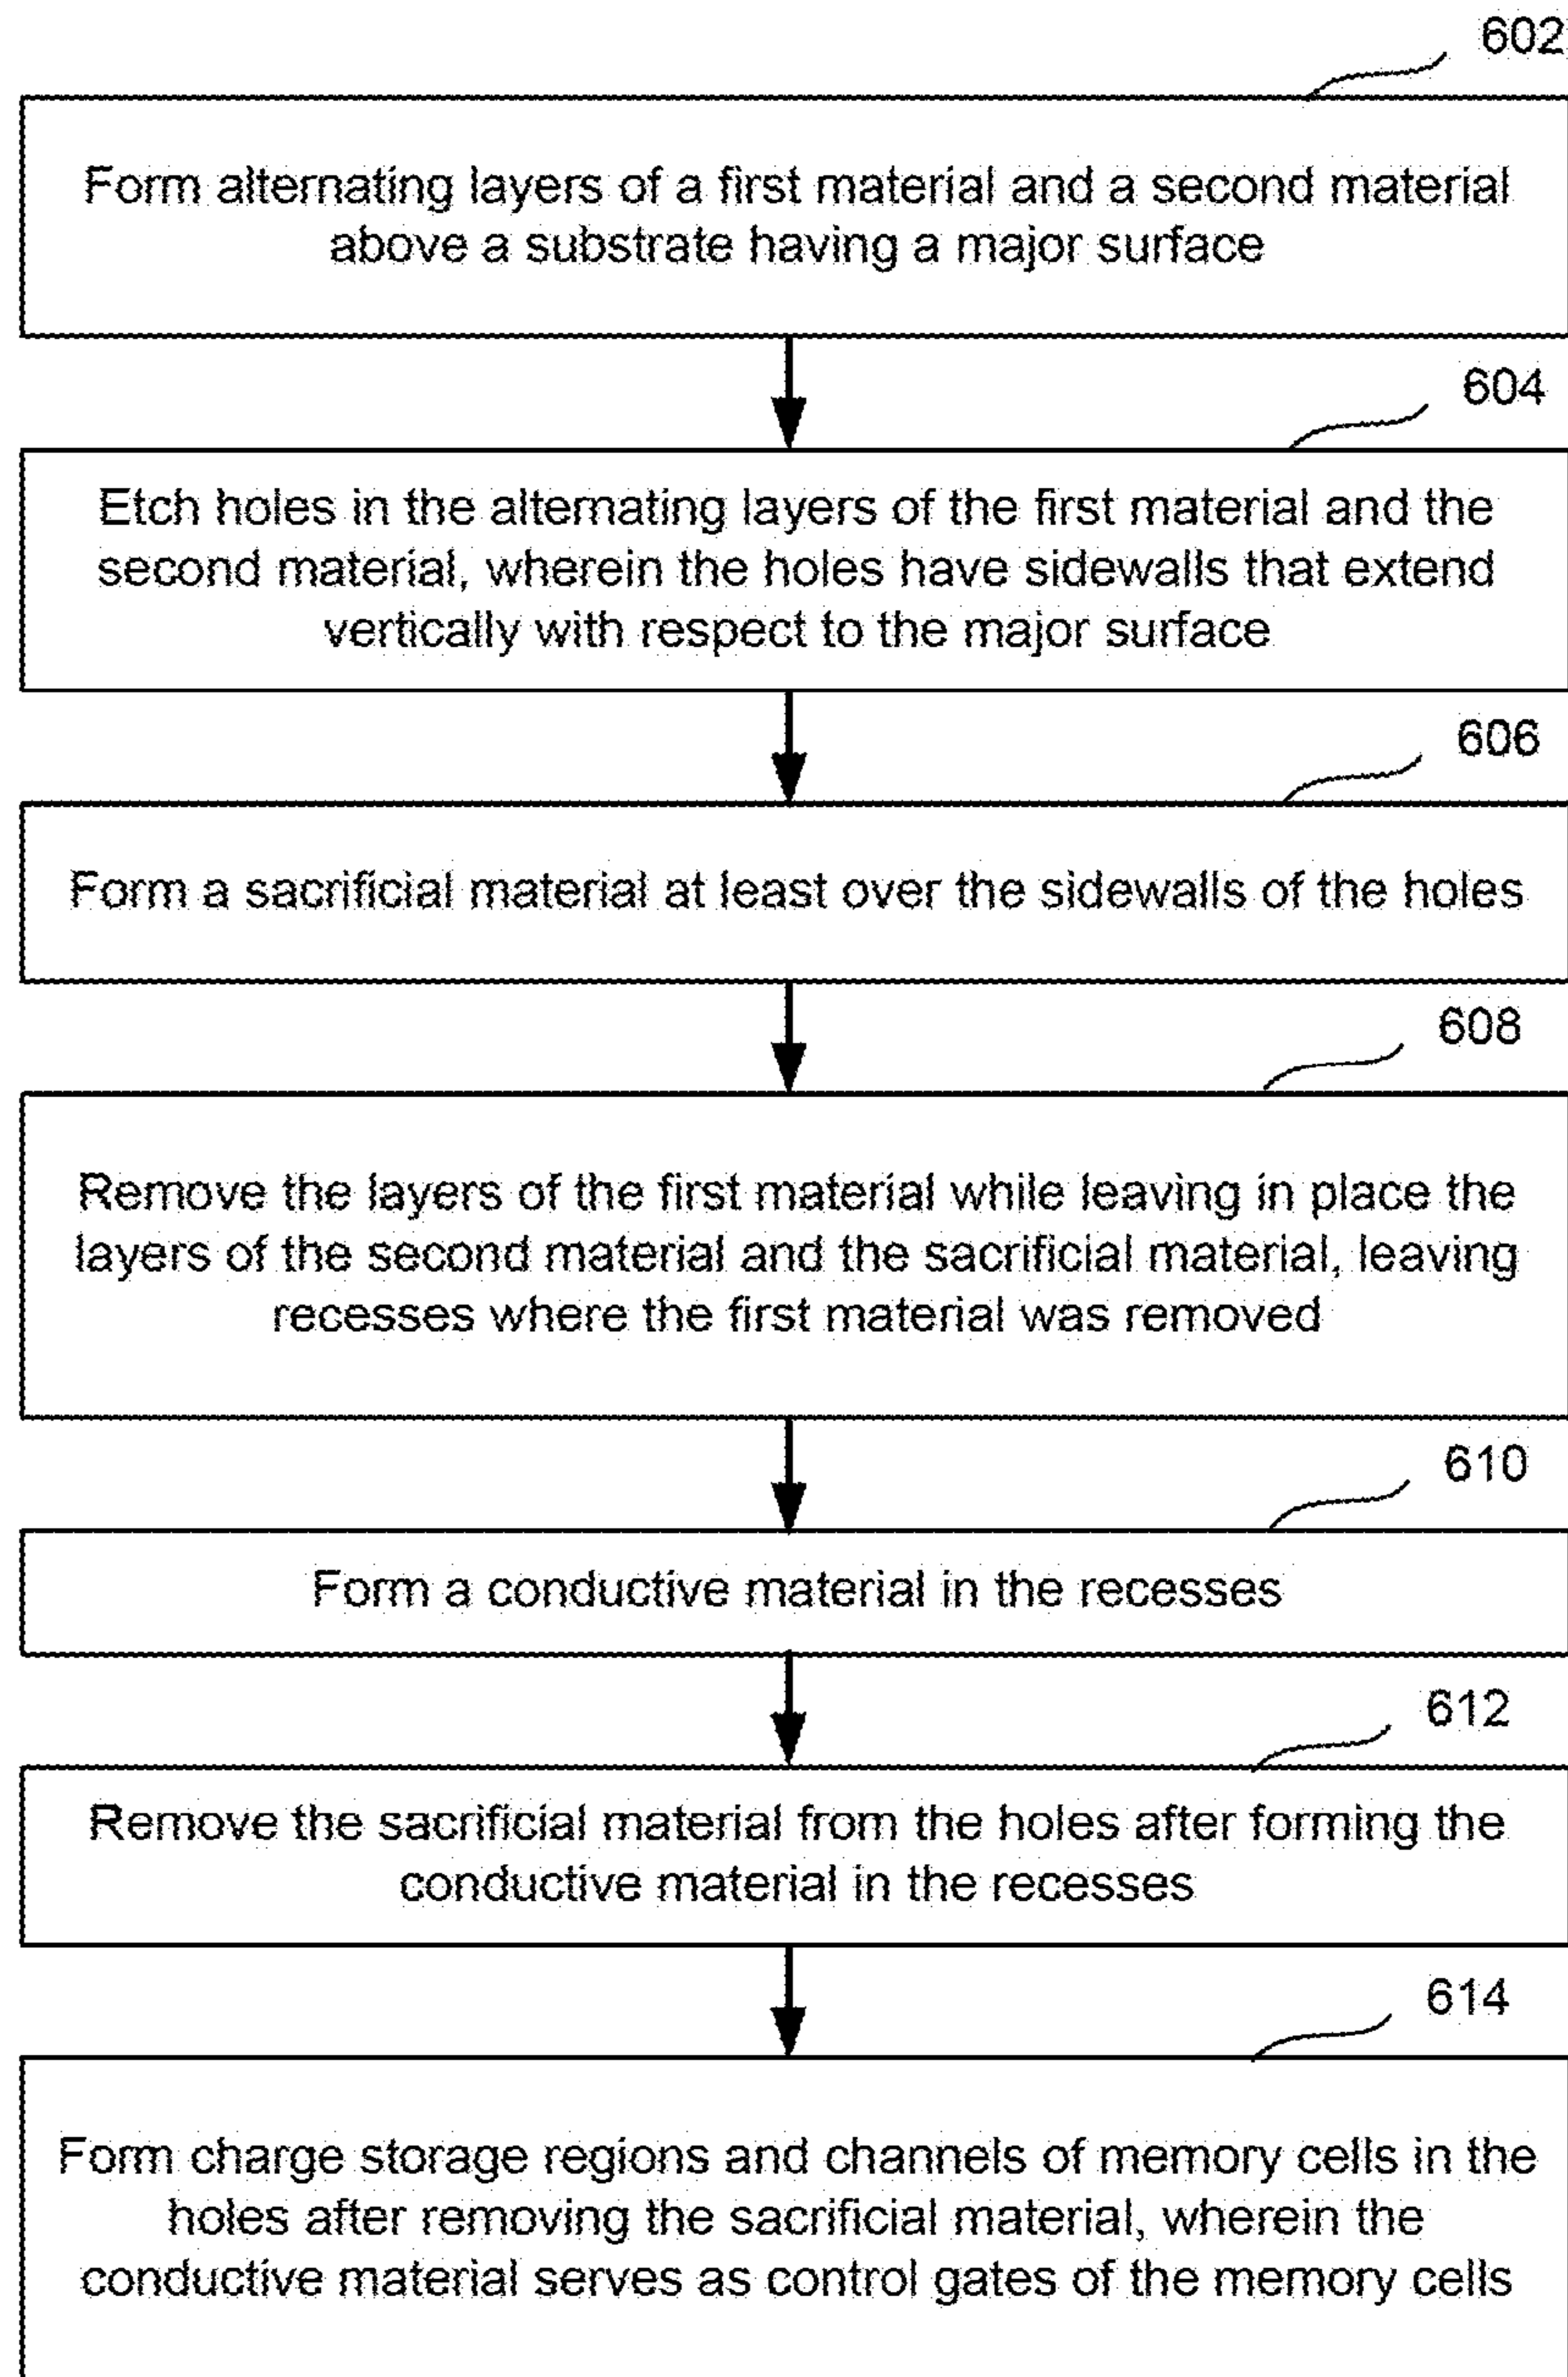 602
Form alternating layers of a first material and a second material
above a substrate having a major surface
604
Etch holes in the alternating layers of the first material and the
second material, wherein the holes have sidewalls that extend
vertically with respect to the major surface
606
Form a sacrificial material at least over the sidewalls of the holes
608
Remove the layers of the first material while leaving in place the
layers of the second material and the sacrificial material, leaving
recesses where the first material was removed
610
Form a conductive material in the recesses
612
Remove the sacrificial material from the holes after forming the
conductive material in the recesses
614
Form charge storage regions and channels of memory cells in the
holes after removing the sacrificial material, wherein the
conductive material serves as control gates of the memory cells